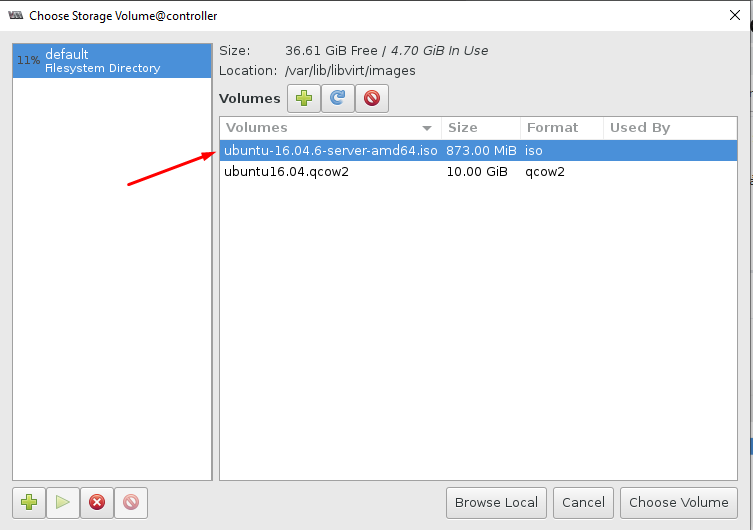 Choose Storage Volume@controller
11% default
Filesystem Directory
Size: 36.61 GiB Free / 4.70 GiB In Use
Location: /var/lib/libvirt/images
Volumes
Volumes Size Format Used By
ubuntu-16.04.6-server-amd64.iso 873.00 MiB iso
ubuntu16.04.qcow2 10.00 GiB qcow2
Browse Local Cancel Choose Volume